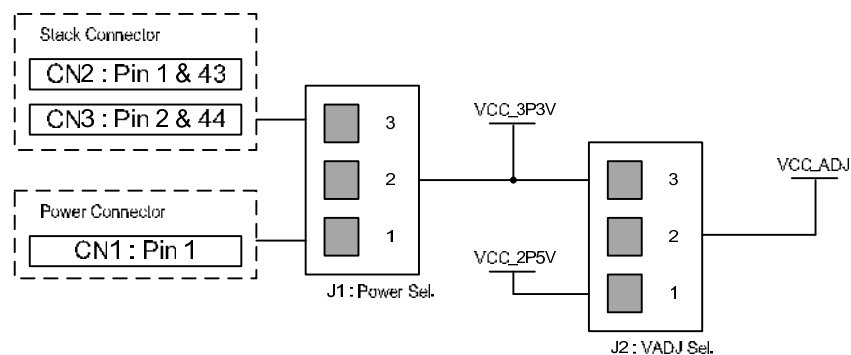 Stack Connector
CN2 : Pin 1 & 43
CN3 : Pin 2 & 44
Power Connector
CN1 : Pin 1
3
2
1
J1 : Power Sel.
VCC_3P3V
VCC_2P5V
3
2
1
J2 : VADJ Sel.
VCC_ADJ